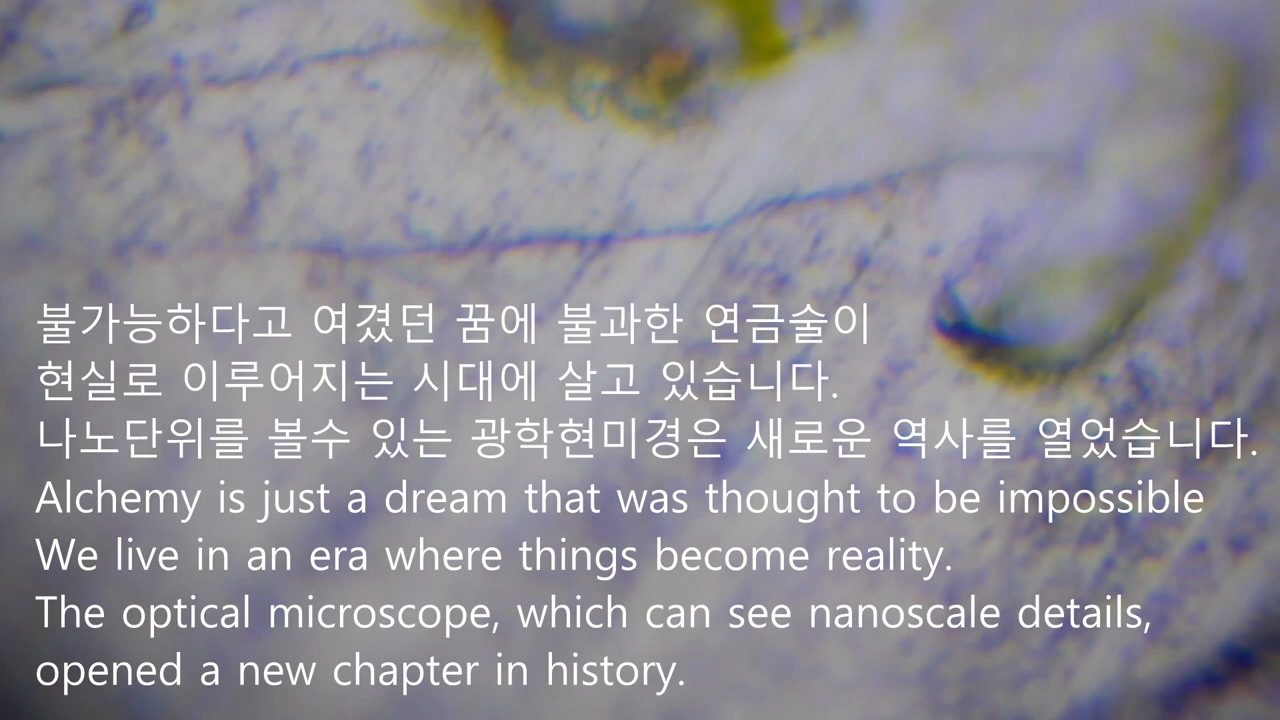 불가능하다고 여겼던 꿈에 불과한 연금술이
현실로 이루어지는 시대에 살고 있습니다.
나노단위를 볼수 있는 광학현미경은 새로운 역사를 열었습니다.
Alchemy is just a dream that was thought to be impossible
We live in an era where things become reality.
The optical microscope, which can see nanoscale details,
opened a new chapter in history.